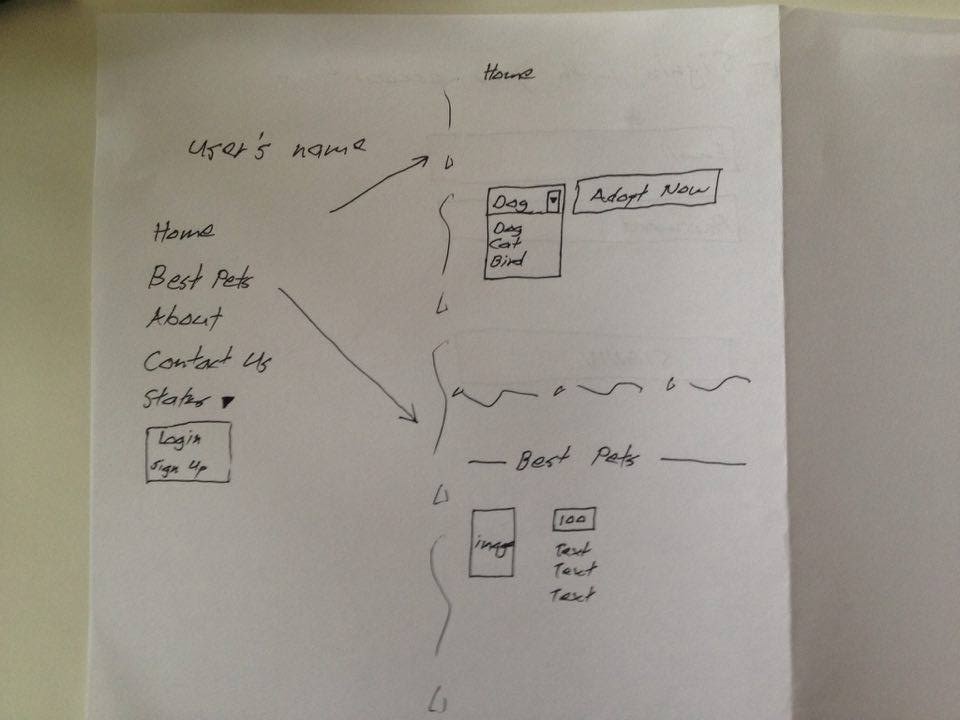 Home
User's name
Home
Best Pets
About
Contact Us
States
Login
Sign Up
Dog
Adopt Now
Dog
Cat
Bird
Best Pets
image
100
Text
Text
Text